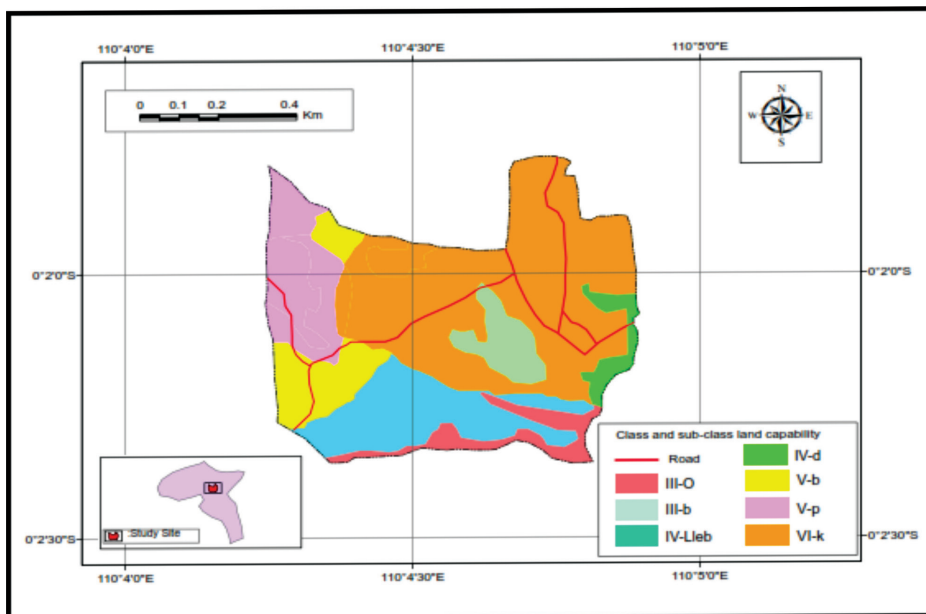 110°4'0"E 110°4'30"E 110°5'0"E
0 0.1 0.2 0.4
Km
N
W E
S
0°2'0"S 0°2'0"S
Class and sub-class land capability
Road
III-O
III-b
IV-Lleb
IV-d
V-b
V-p
VI-k
:Study Site
0°2'30"S 0°2'30"S
110°4'0"E 110°4'30"E 110°5'0"E